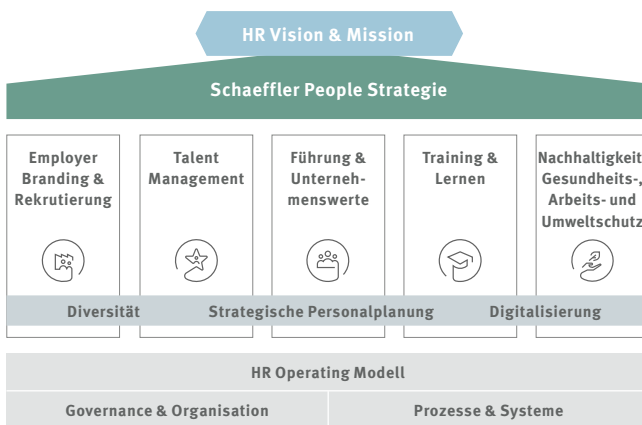 HR Vision & Mission
Schaeffler People Strategie
Employer
Branding &
Rekrutierung
Talent
Management
Führung &
Unterneh-
menswerte
Training &
Lernen
Nachhaltigkeit,
Gesundheits-,
Arbeits- und
Umweltschutz
Diversität
Strategische Personalplanung
Digitalisierung
HR Operating Modell
Governance & Organisation
Prozesse & Systeme